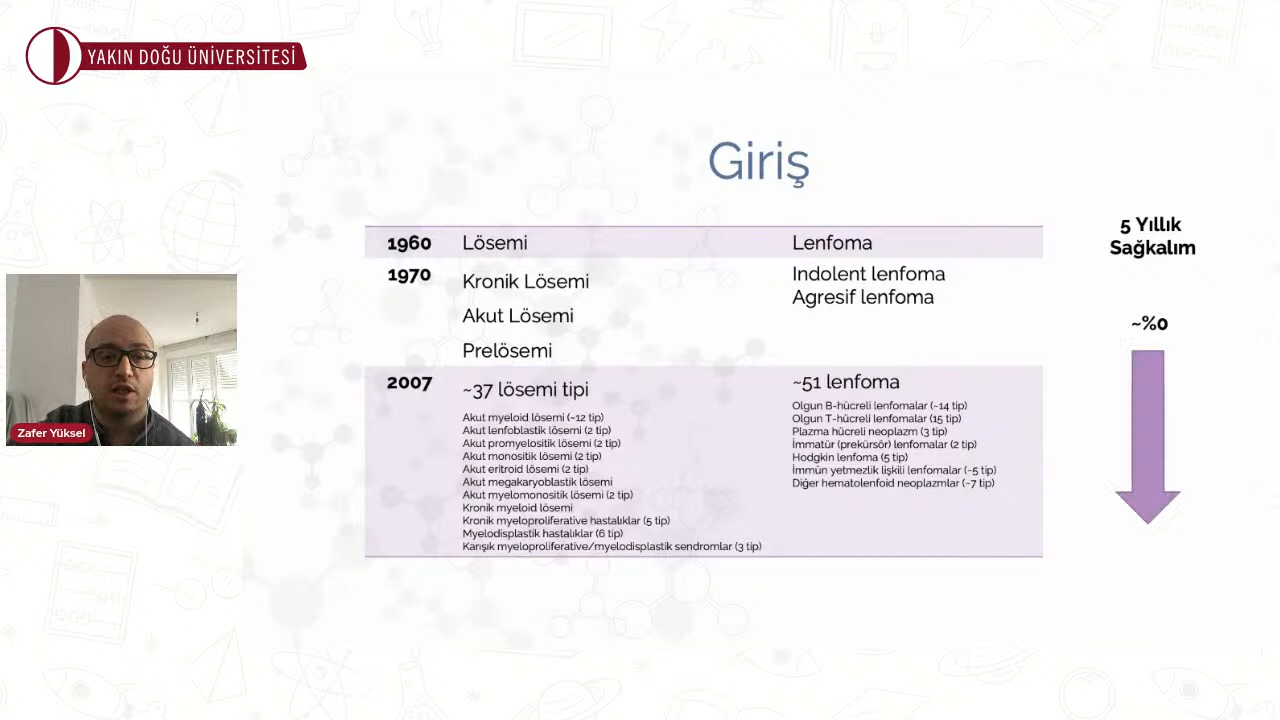 YAKIN DOĞU ÜNİVERSİTESİ
Giriş
5 Yıllık
Sağkalım
1960 Lösemi Lenfoma
1970 Kronik Lösemi
Akut Lösemi
Prelösemi
Indolent lenfoma
Agresif lenfoma
~%0
2007 ~37 lösemi tipi
Akut myeloid lösemi (~12 tip)
Akut lenfoblastik lösemi (2 tip)
Akut promyelositik lösemi (2 tip)
Akut monositik lösemi (2 tip)
Akut eritroid lösemi (2 tip)
Akut megakaryoblastik lösemi
Akut myelomonositik lösemi (2 tip)
Kronik myeloid lösemi
Kronik myeloproliferative hastalıklar (5 tip)
Myelodisplastik hastalıklar (6 tip)
Karışık myeloproliferative/myelodisplastik sendromlar (3 tip)
~51 lenfoma
Olgun B-hücreli lenfomalar (~14 tip)
Olgun T-hücreli lenfomalar (15 tip)
Plazma hücreli neoplazm (3 tip)
İmmatür (prekürsör) lenfomalar (2 tip)
Hodgkin lenfoma (5 tip)
İmmün yetmezlik lişkili lenfomalar (~5 tip)
Diğer hematolenfoid neoplazmlar (~7 tip)
Zafer Yüksel